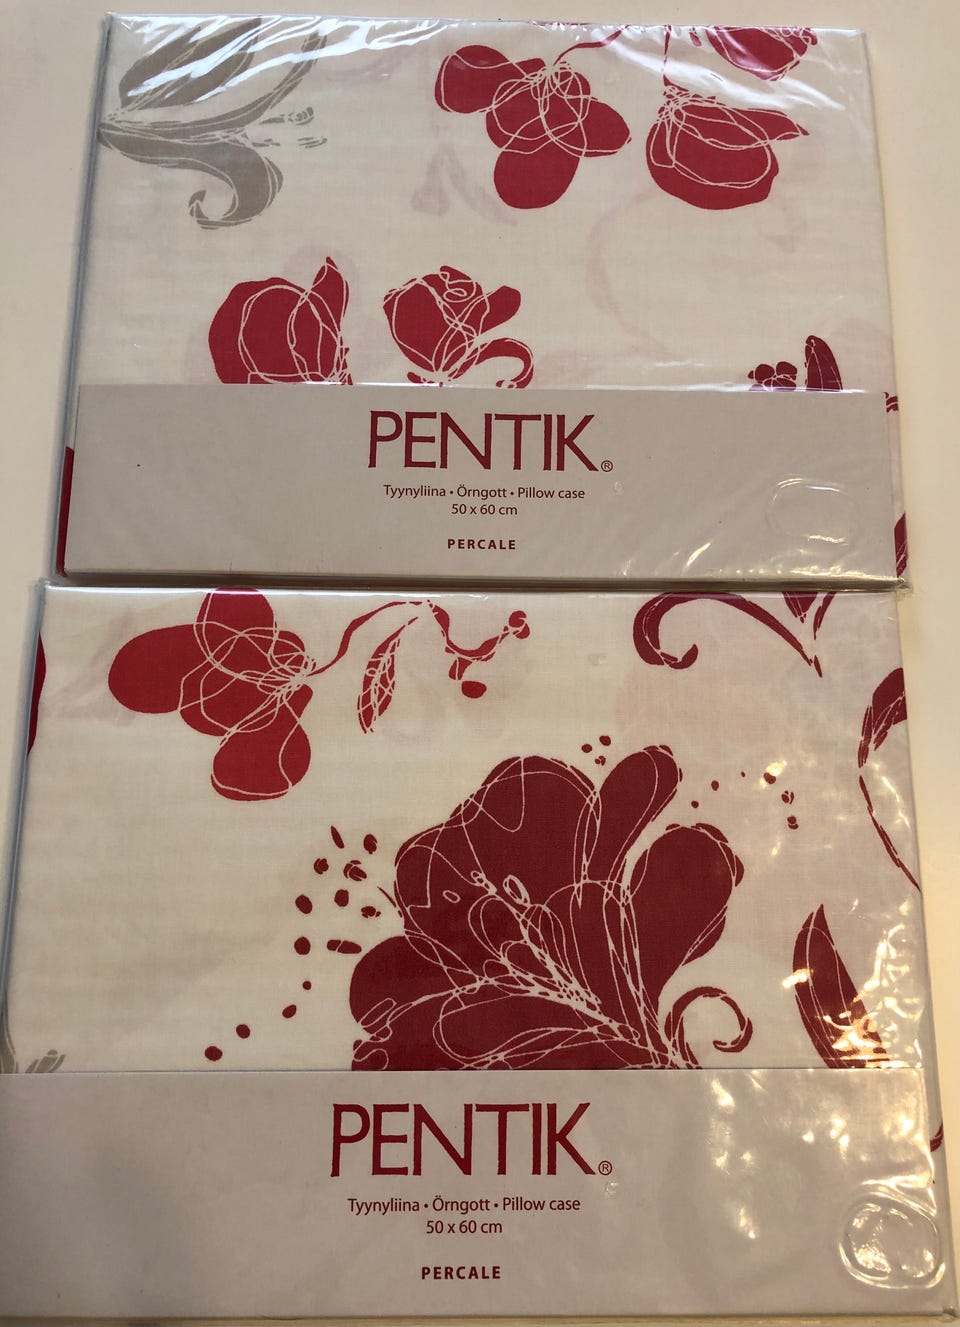 PENTIK®
Tyynyliina • Örngott • Pillow case
50 x 60 cm
PERCALE
PENTIK®
Tyynyliina • Örngott • Pillow case
50 x 60 cm
PERCALE